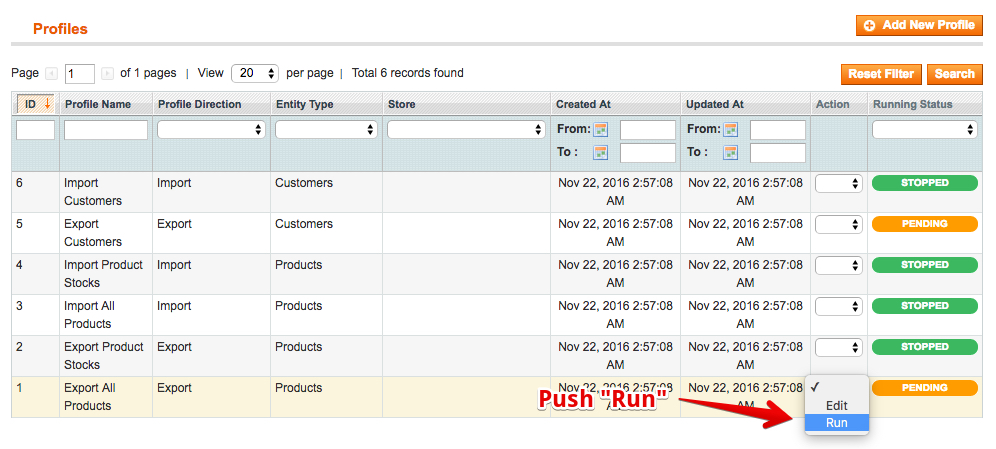 Profiles
Add New Profile
Page 1 of 1 pages | View 20 per page | Total 6 records found
Reset Filter Search
ID Profile Name Profile Direction Entity Type Store Created At Updated At Action Running Status
From: From:
To : To :
6 Import Import Customers Nov 22, 2016 2:57:08 Nov 22, 2016 2:57:08 STOPPED
Customers AM AM
5 Export Export Customers Nov 22, 2016 2:57:08 Nov 22, 2016 2:57:08 PENDING
Customers AM AM
4 Import Product Import Products Nov 22, 2016 2:57:08 Nov 22, 2016 2:57:08 STOPPED
Stocks AM AM
3 Import All Import Products Nov 22, 2016 2:57:08 Nov 22, 2016 2:57:08 STOPPED
Products AM AM
2 Export Product Export Products Nov 22, 2016 2:57:08 Nov 22, 2016 2:57:08 STOPPED
Stocks AM AM
1 Export All Export Products Nov 22, 2016 2:57:08 Nov 22, 2016 2:57:08 PENDING
Products AM AM
Push "Run"
Edit
Run